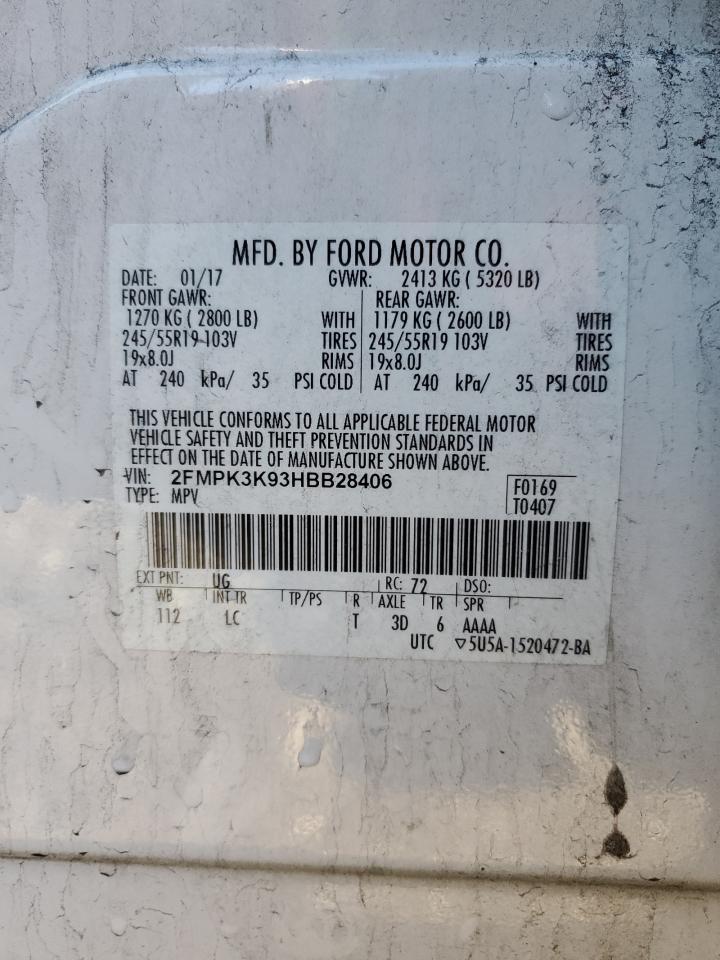 MFD. BY FORD MOTOR CO.
DATE: 01/17 GVWR: 2413 KG ( 5320 LB)
FRONT GAWR: REAR GAWR:
1270 KG ( 2800 LB) WITH 1179 KG ( 2600 LB) WITH
245/55R19 103V TIRES 245/55R19 103V TIRES
19x8.0J RIMS 19x8.0J RIMS
AT 240 kPa/ 35 PSI COLD AT 240 kPa/ 35 PSI COLD
THIS VEHICLE CONFORMS TO ALL APPLICABLE FEDERAL MOTOR
VEHICLE SAFETY AND THEFT PREVENTION STANDARDS IN
EFFECT ON THE DATE OF MANUFACTURE SHOWN ABOVE.
VIN: 2FMPK3K93HBB28406 F0169
TYPE: MPV T0407
EXT PNT: UG RC: 72 DSO:
WB INT TR TP/PS R AXLE TR SPR
112 LC T 3D 6 AAAA
UTC ▽5U5A-1520472-BA